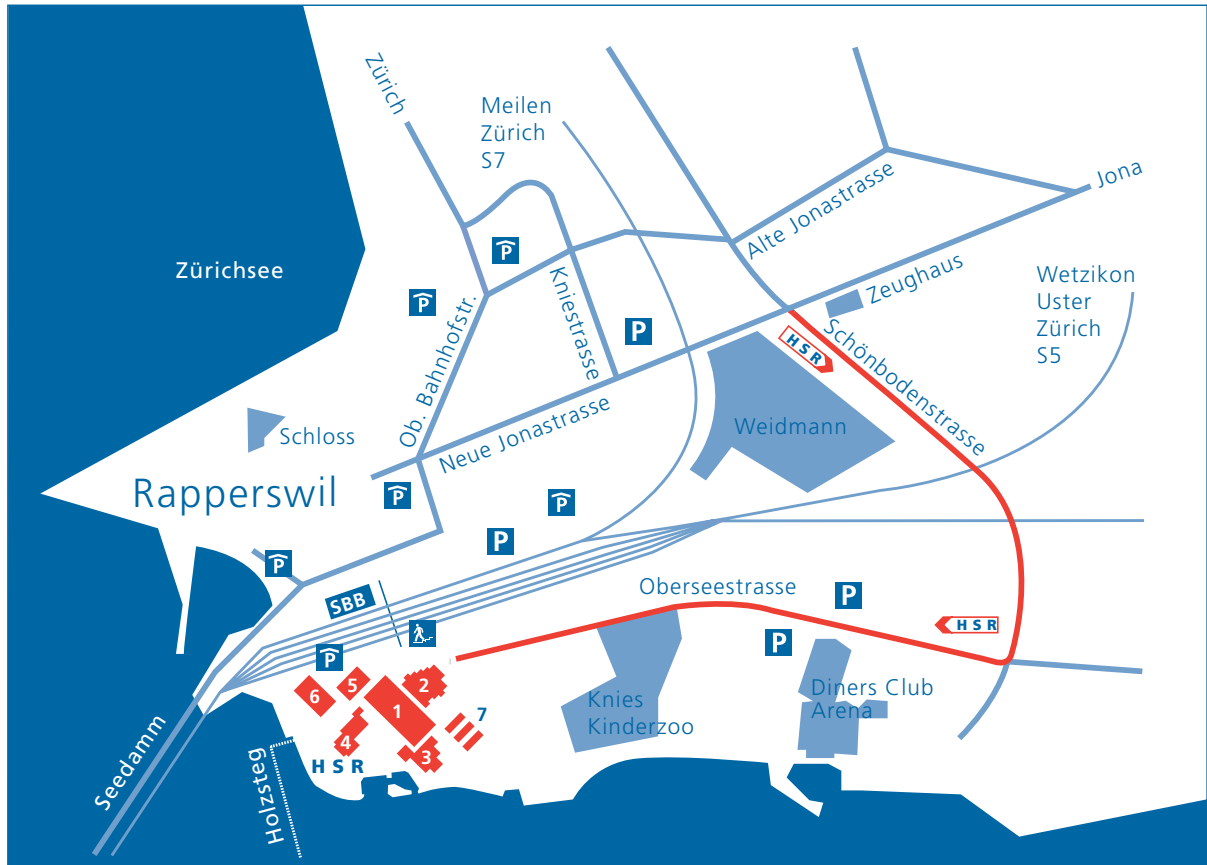 Zürich
Meilen
Zürich
S7
Alte Jonastrasse
Jona
P
Zürichsee
Kniestrasse
Zeughaus
Wetzikon
Uster
Zürich
S5
P
Ob. Bahnhofstr.
P
HSR
Schönbodenstrasse
Schloss
Neue Jonastrasse
Weidmann
Rapperswil
P
P
P
P
SBB
Oberseestrasse
P
HSR
P
P
6
5
2
1
7
4
3
HSR
Knies
Kinderzoo
Diners Club
Arena
Seedamm
Holzsteg